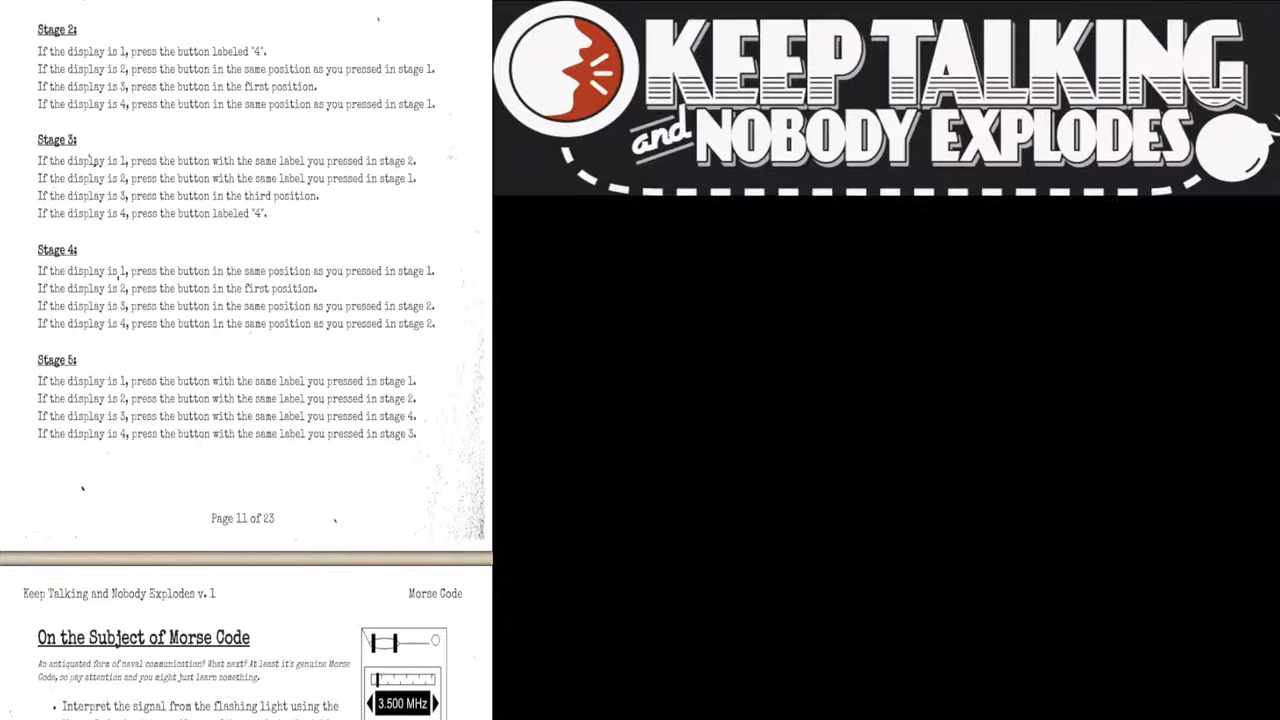 Stage 2:
If the display is 1, press the button labeled "4".
If the display is 2, press the button in the same position as you pressed in stage 1.
If the display is 3, press the button in the first position.
If the display is 4, press the button in the same position as you pressed in stage 1.
Stage 3:
If the display is 1, press the button with the same label you pressed in stage 2.
If the display is 2, press the button with the same label you pressed in stage 1.
If the display is 3, press the button in the third position.
If the display is 4, press the button labeled "4".
Stage 4:
If the display is 1, press the button in the same position as you pressed in stage 1.
If the display is 2, press the button in the first position.
If the display is 3, press the button in the same position as you pressed in stage 2.
If the display is 4, press the button in the same position as you pressed in stage 2.
Stage 5:
If the display is 1, press the button with the same label you pressed in stage 1.
If the display is 2, press the button with the same label you pressed in stage 2.
If the display is 3, press the button with the same label you pressed in stage 4.
If the display is 4, press the button with the same label you pressed in stage 3.
Page 11 of 23
Keep Talking and Nobody Explodes v. 1
Morse Code
On the Subject of Morse Code
An antiquated form of naval communication? What next? At least it's genuine Morse
Code, so pay attention and you might just learn something.
• Interpret the signal from the flashing light using the
3.500 MHz
KEEP TALKING
and NOBODY EXPLODES